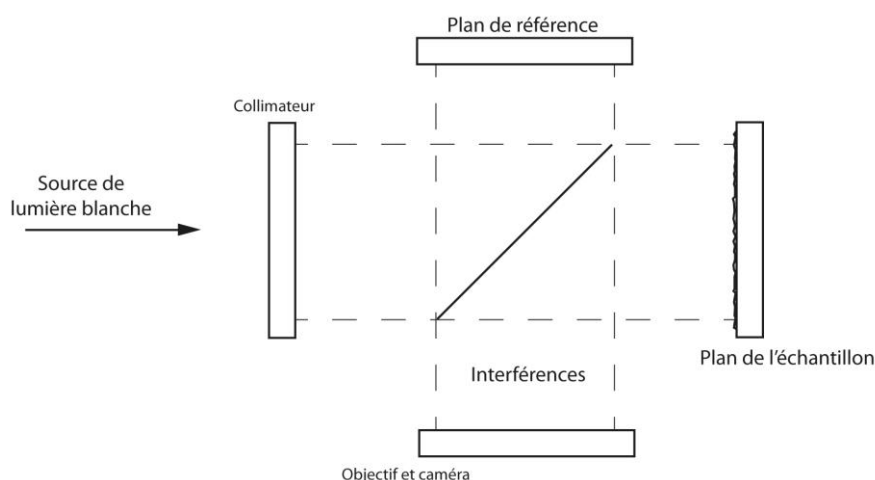 Plan de référence
Collimateur
Source de
lumière blanche
Plan de l'échantillon
Interférences
Objectif et caméra